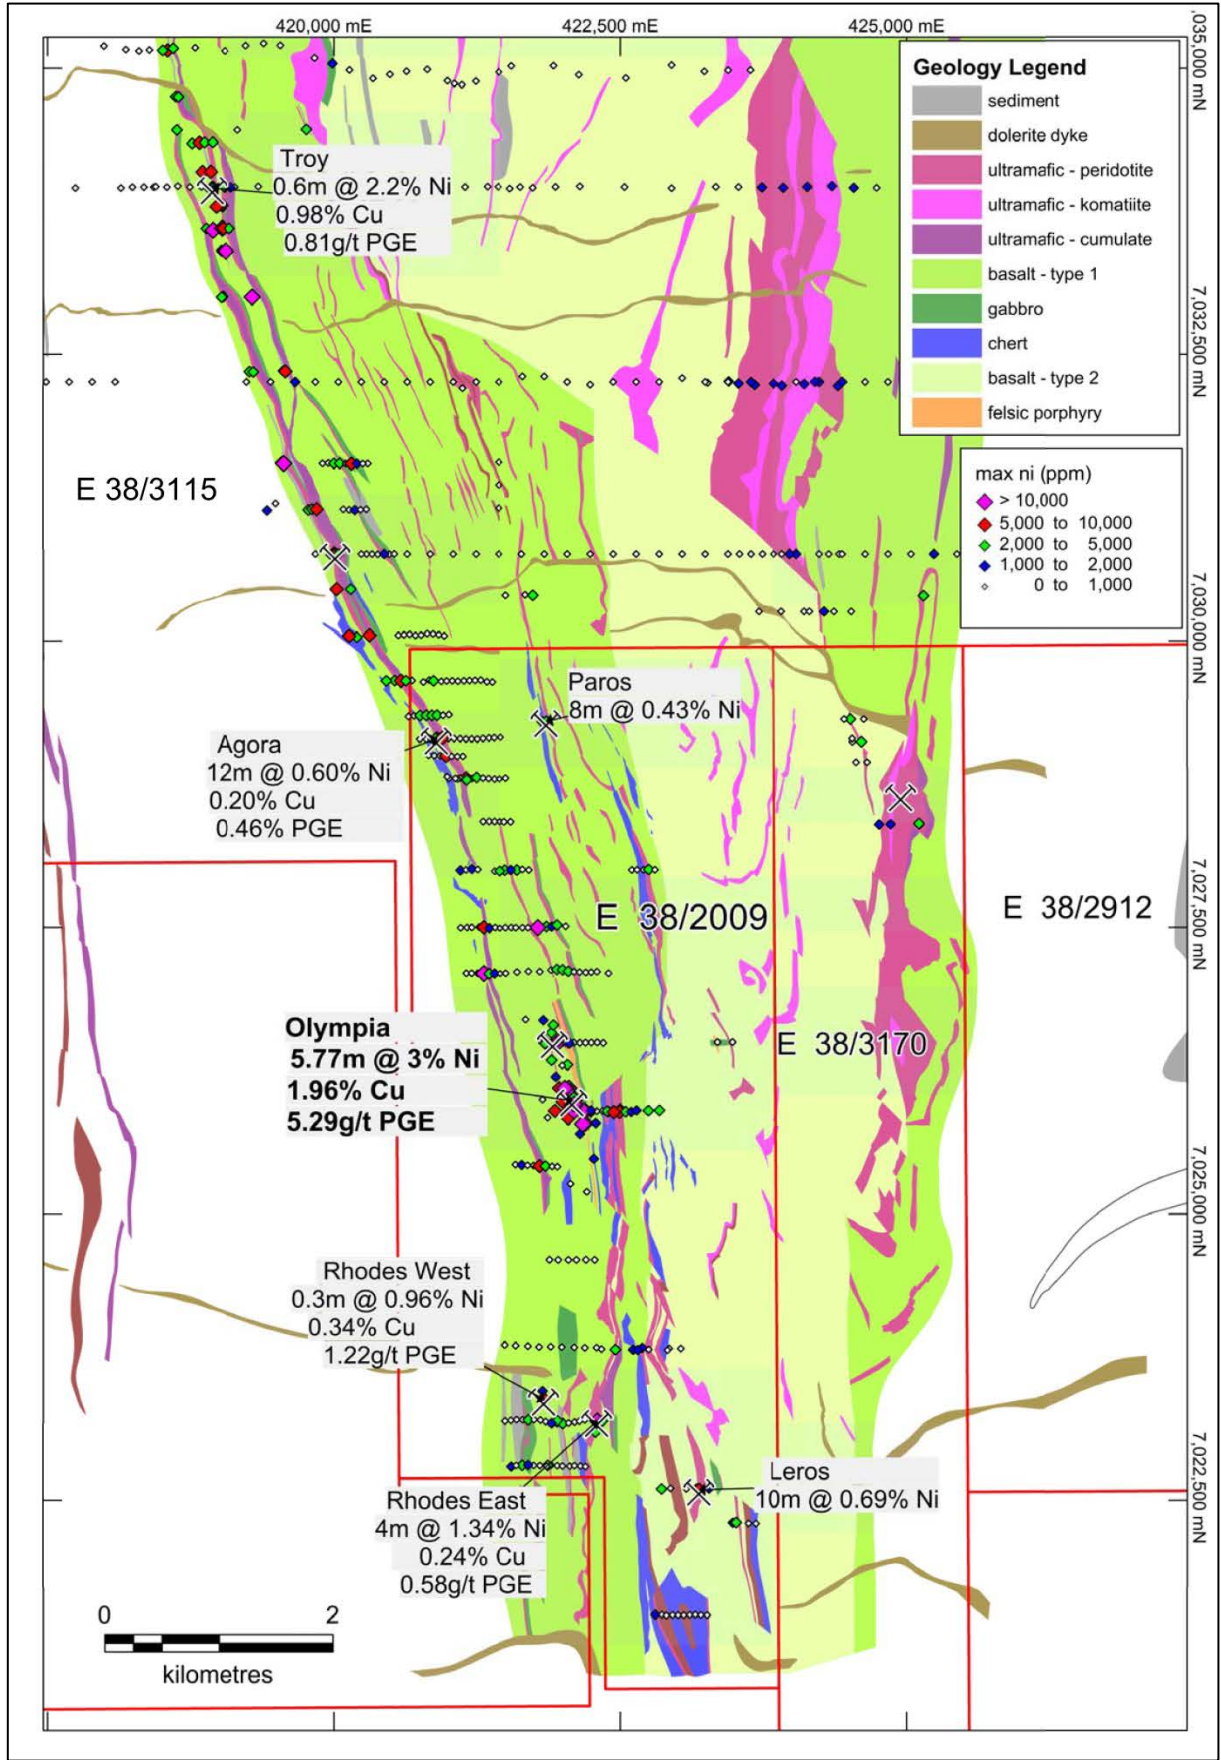 420,000 mE
422,500 mE
425,000 mE
,035,000 mN
Geology Legend
sediment
dolerite dyke
ultramafic - peridotite
ultramafic - komatiite
ultramafic - cumulate
basalt - type 1
gabbro
chert
basalt - type 2
felsic porphyry
Troy
0.6m @ 2.2% Ni
0.98% Cu
0.81g/t PGE
7,032,500 mN
max ni (ppm)
> 10,000
5,000 to 10,000
2,000 to 5,000
1,000 to 2,000
0 to 1,000
E 38/3115
7,030,000 mN
Paros
8m @ 0.43% Ni
Agora
12m @ 0.60% Ni
0.20% Cu
0.46% PGE
E 38/2009
E 38/2912
7,027,500 mN
Olympia
5.77m @ 3% Ni
1.96% Cu
5.29g/t PGE
E 38/3170
7,025,000 mN
Rhodes West
0.3m @ 0.96% Ni
0.34% Cu
1.22g/t PGE
7,022,500 mN
Leros
10m @ 0.69% Ni
Rhodes East
4m @ 1.34% Ni
0.24% Cu
0.58g/t PGE
0 2
kilometres